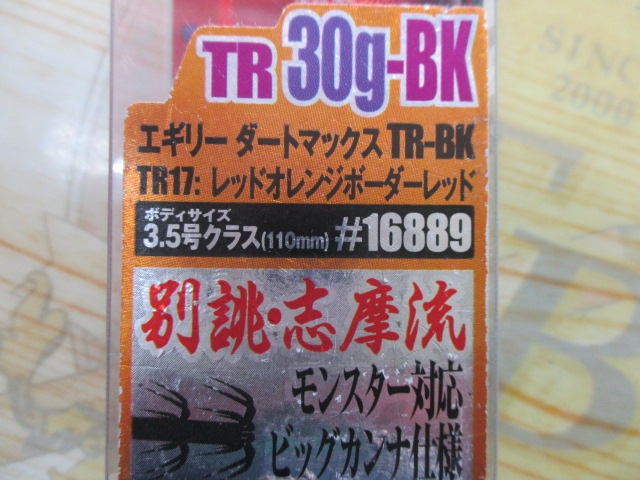 TR 30g-BK
エギリー ダートマックス TR-BK
TR17: レッドオレンジボーダーレッド
ボディサイズ
3.5号クラス(110mm) #16889
別誂・志摩流
モンスター対応
ビッグカンナ仕様
SINC
2000